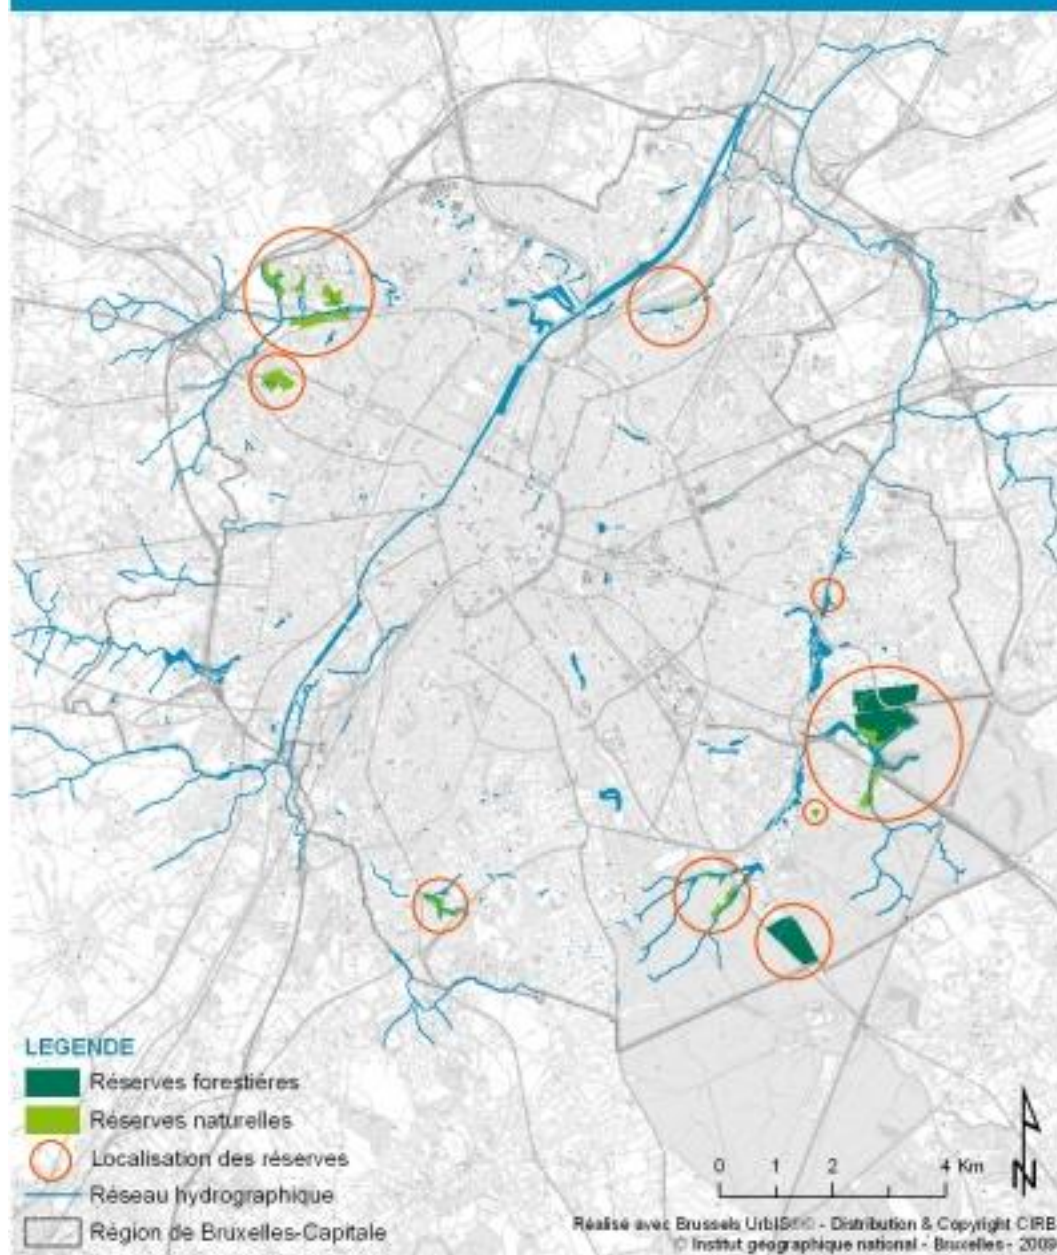 LEGENDE
Réserves forestières
Réserves naturelles
Localisation des réserves
Réseau hydrographique
Région de Bruxelles-Capitale
0 1 2 4 Km
N
Réalisé avec Brussels UrbIS©® - Distribution & Copyright CIRB
© Institut géographique national - Bruxelles - 2008